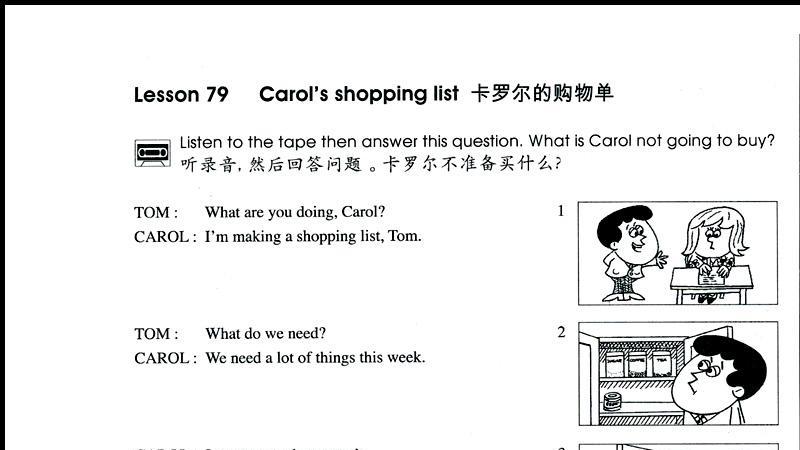 Lesson 79 Carol's shopping list 卡罗尔的购物单
Listen to the tape then answer this question. What is Carol not going to buy?
听录音, 然后回答问题 。卡罗尔不准备买什么?
TOM : What are you doing, Carol?
CAROL : I'm making a shopping list, Tom.
1
TOM : What do we need?
CAROL : We need a lot of things this week.
2
SUGAR COFFEE TEA